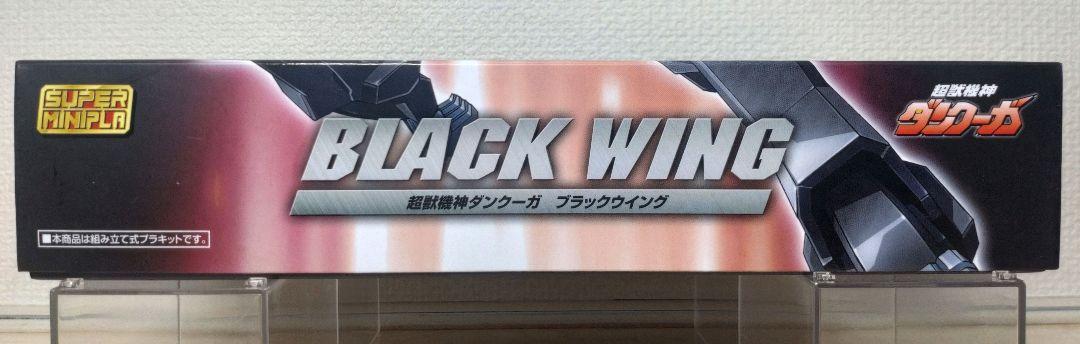 SUPER
MINIPLA
BLACK WING
超獣機神ダンクーガ ブラックウイング
■本商品は組み立て式プラキットです。
超獣機神
ダンクーガ